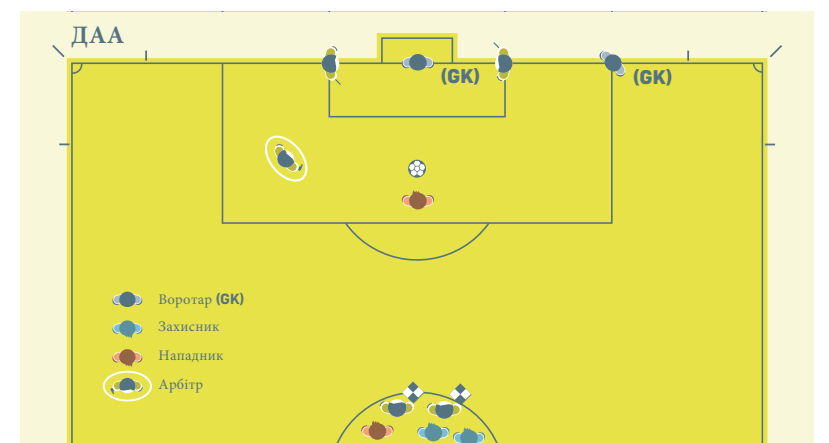 ДАА
(GK)
(GK)
Воротар (GK)
Захисник
Нападник
Арбітр